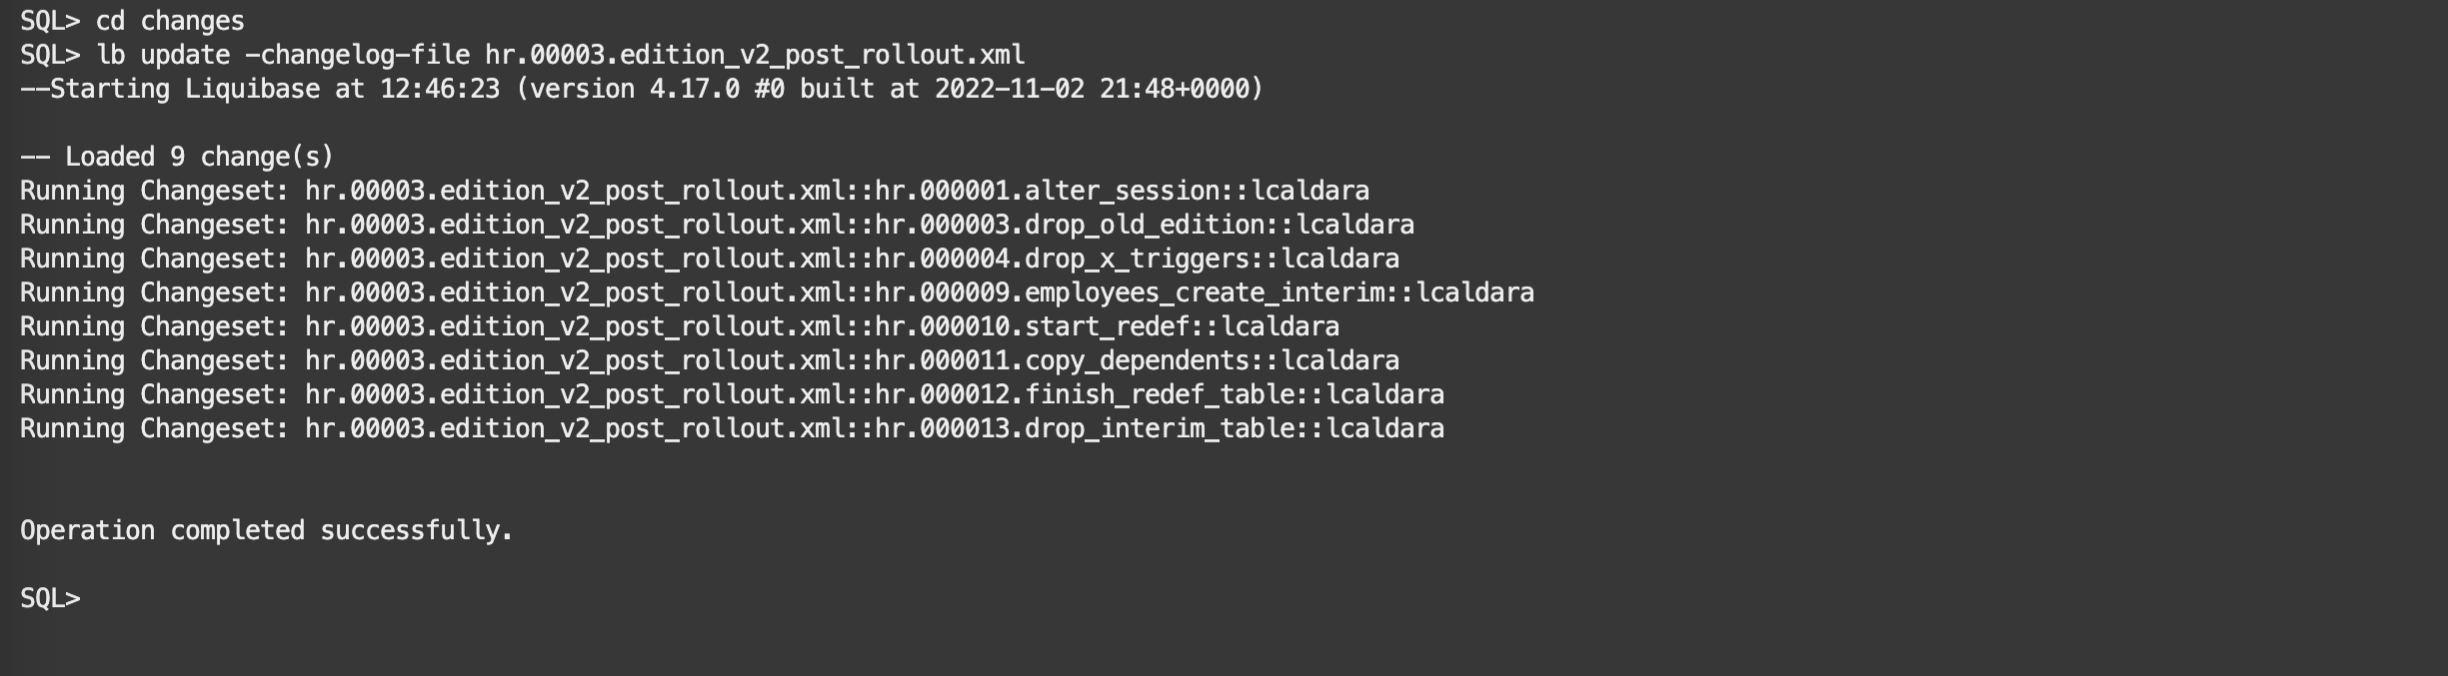 SQL> cd changes
SQL> lb update -changelog-file hr.00003.edition_v2_post_rollout.xml
--Starting Liquibase at 12:46:23 (version 4.17.0 #0 built at 2022-11-02 21:48+0000)
-- Loaded 9 change(s)
Running Changeset: hr.00003.edition_v2_post_rollout.xml::hr.000001.alter_session::lcaldara
Running Changeset: hr.00003.edition_v2_post_rollout.xml::hr.000003.drop_old_edition::lcaldara
Running Changeset: hr.00003.edition_v2_post_rollout.xml::hr.000004.drop_x_triggers::lcaldara
Running Changeset: hr.00003.edition_v2_post_rollout.xml::hr.000009.employees_create_interim::lcaldara
Running Changeset: hr.00003.edition_v2_post_rollout.xml::hr.000010.start_redef::lcaldara
Running Changeset: hr.00003.edition_v2_post_rollout.xml::hr.000011.copy_dependents::lcaldara
Running Changeset: hr.00003.edition_v2_post_rollout.xml::hr.000012.finish_redef_table::lcaldara
Running Changeset: hr.00003.edition_v2_post_rollout.xml::hr.000013.drop_interim_table::lcaldara
Operation completed successfully.
SQL>